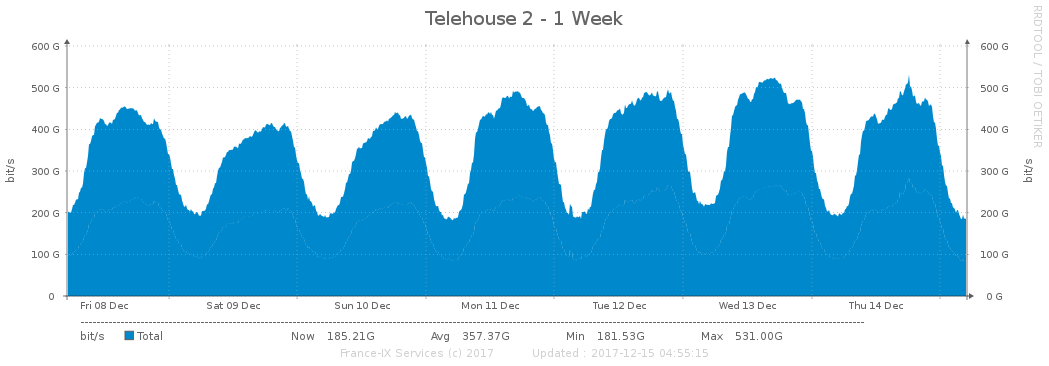 Telehouse 2 - 1 Week
RRDTOOL / TOBI OETIKER
600 G 600 G
500 G 500 G
400 G 400 G
300 G 300 G
200 G 200 G
100 G 100 G
0 0 G
bit/s
bit/s
Fri 08 Dec Sat 09 Dec Sun 10 Dec Mon 11 Dec Tue 12 Dec Wed 13 Dec Thu 14 Dec
bit/s Total Now 185.21G Avg 357.37G Min 181.53G Max 531.00G
France-IX Services (c) 2017 Updated : 2017-12-15 04:55:15